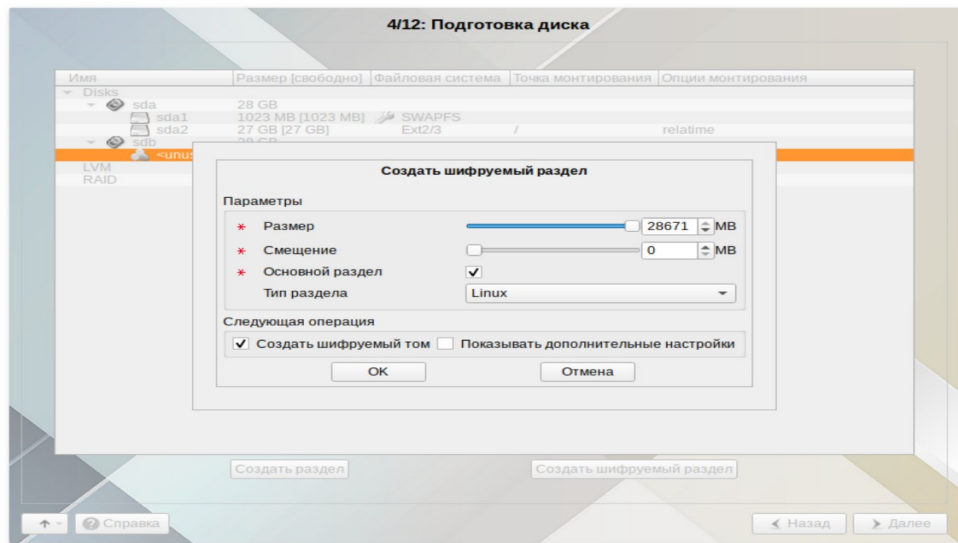 4/12: Подготовка диска
Имя Размер [свободно] Файловая система Точка монтирования Опции монтирования
Disks
sda 28 GB
sda1 1023 MB [1023 MB] SWAPFS
sda2 27 GB [27 GB] Ext2/3 / relatime
sdb
<unu
LVM
RAID
Создать шифруемый раздел
Параметры
* Размер 28671 MB
* Смещение 0 MB
* Основной раздел
Тип раздела Linux
Следующая операция
Создать шифруемый том Показывать дополнительные настройки
OK Отмена
Создать раздел Создать шифруемый раздел
Справка Назад Далее